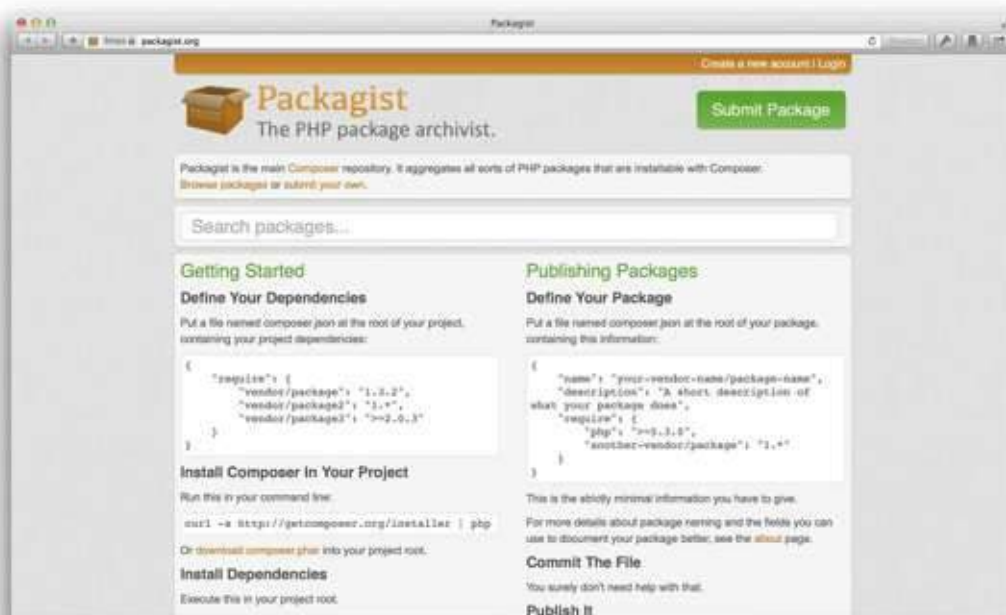 Packagist
packagist.org
Create a new account | Login
Packagist
The PHP package archivist.
Submit Package
Packagist is the main Composer repository. It aggregates all sorts of PHP packages that are installable with Composer.
Browse packages or submit your own.
Search packages...
Getting Started
Define Your Dependencies
Put a file named composer.json at the root of your project,
containing your project dependencies:
{
"require": {
"vendor/package": "1.3.2",
"vendor/package2": "1.*",
"vendor/package3": ">=2.0.3"
}
}
Install Composer In Your Project
Run this in your command line:
curl -s http://getcomposer.org/installer | php
Or download composer.phar into your project root.
Install Dependencies
Execute this in your project root.
Publishing Packages
Define Your Package
Put a file named composer.json at the root of your package,
containing this information:
{
"name": "your-vendor-name/package-name",
"description": "A short description of
what your package does",
"require": {
"php": ">=5.3.0",
"another-vendor/package": "1.*"
}
}
This is the strictly minimal information you have to give.
For more details about package naming and the fields you can
use to document your package better, see the about page.
Commit The File
You surely don't need help with that.
Publish It